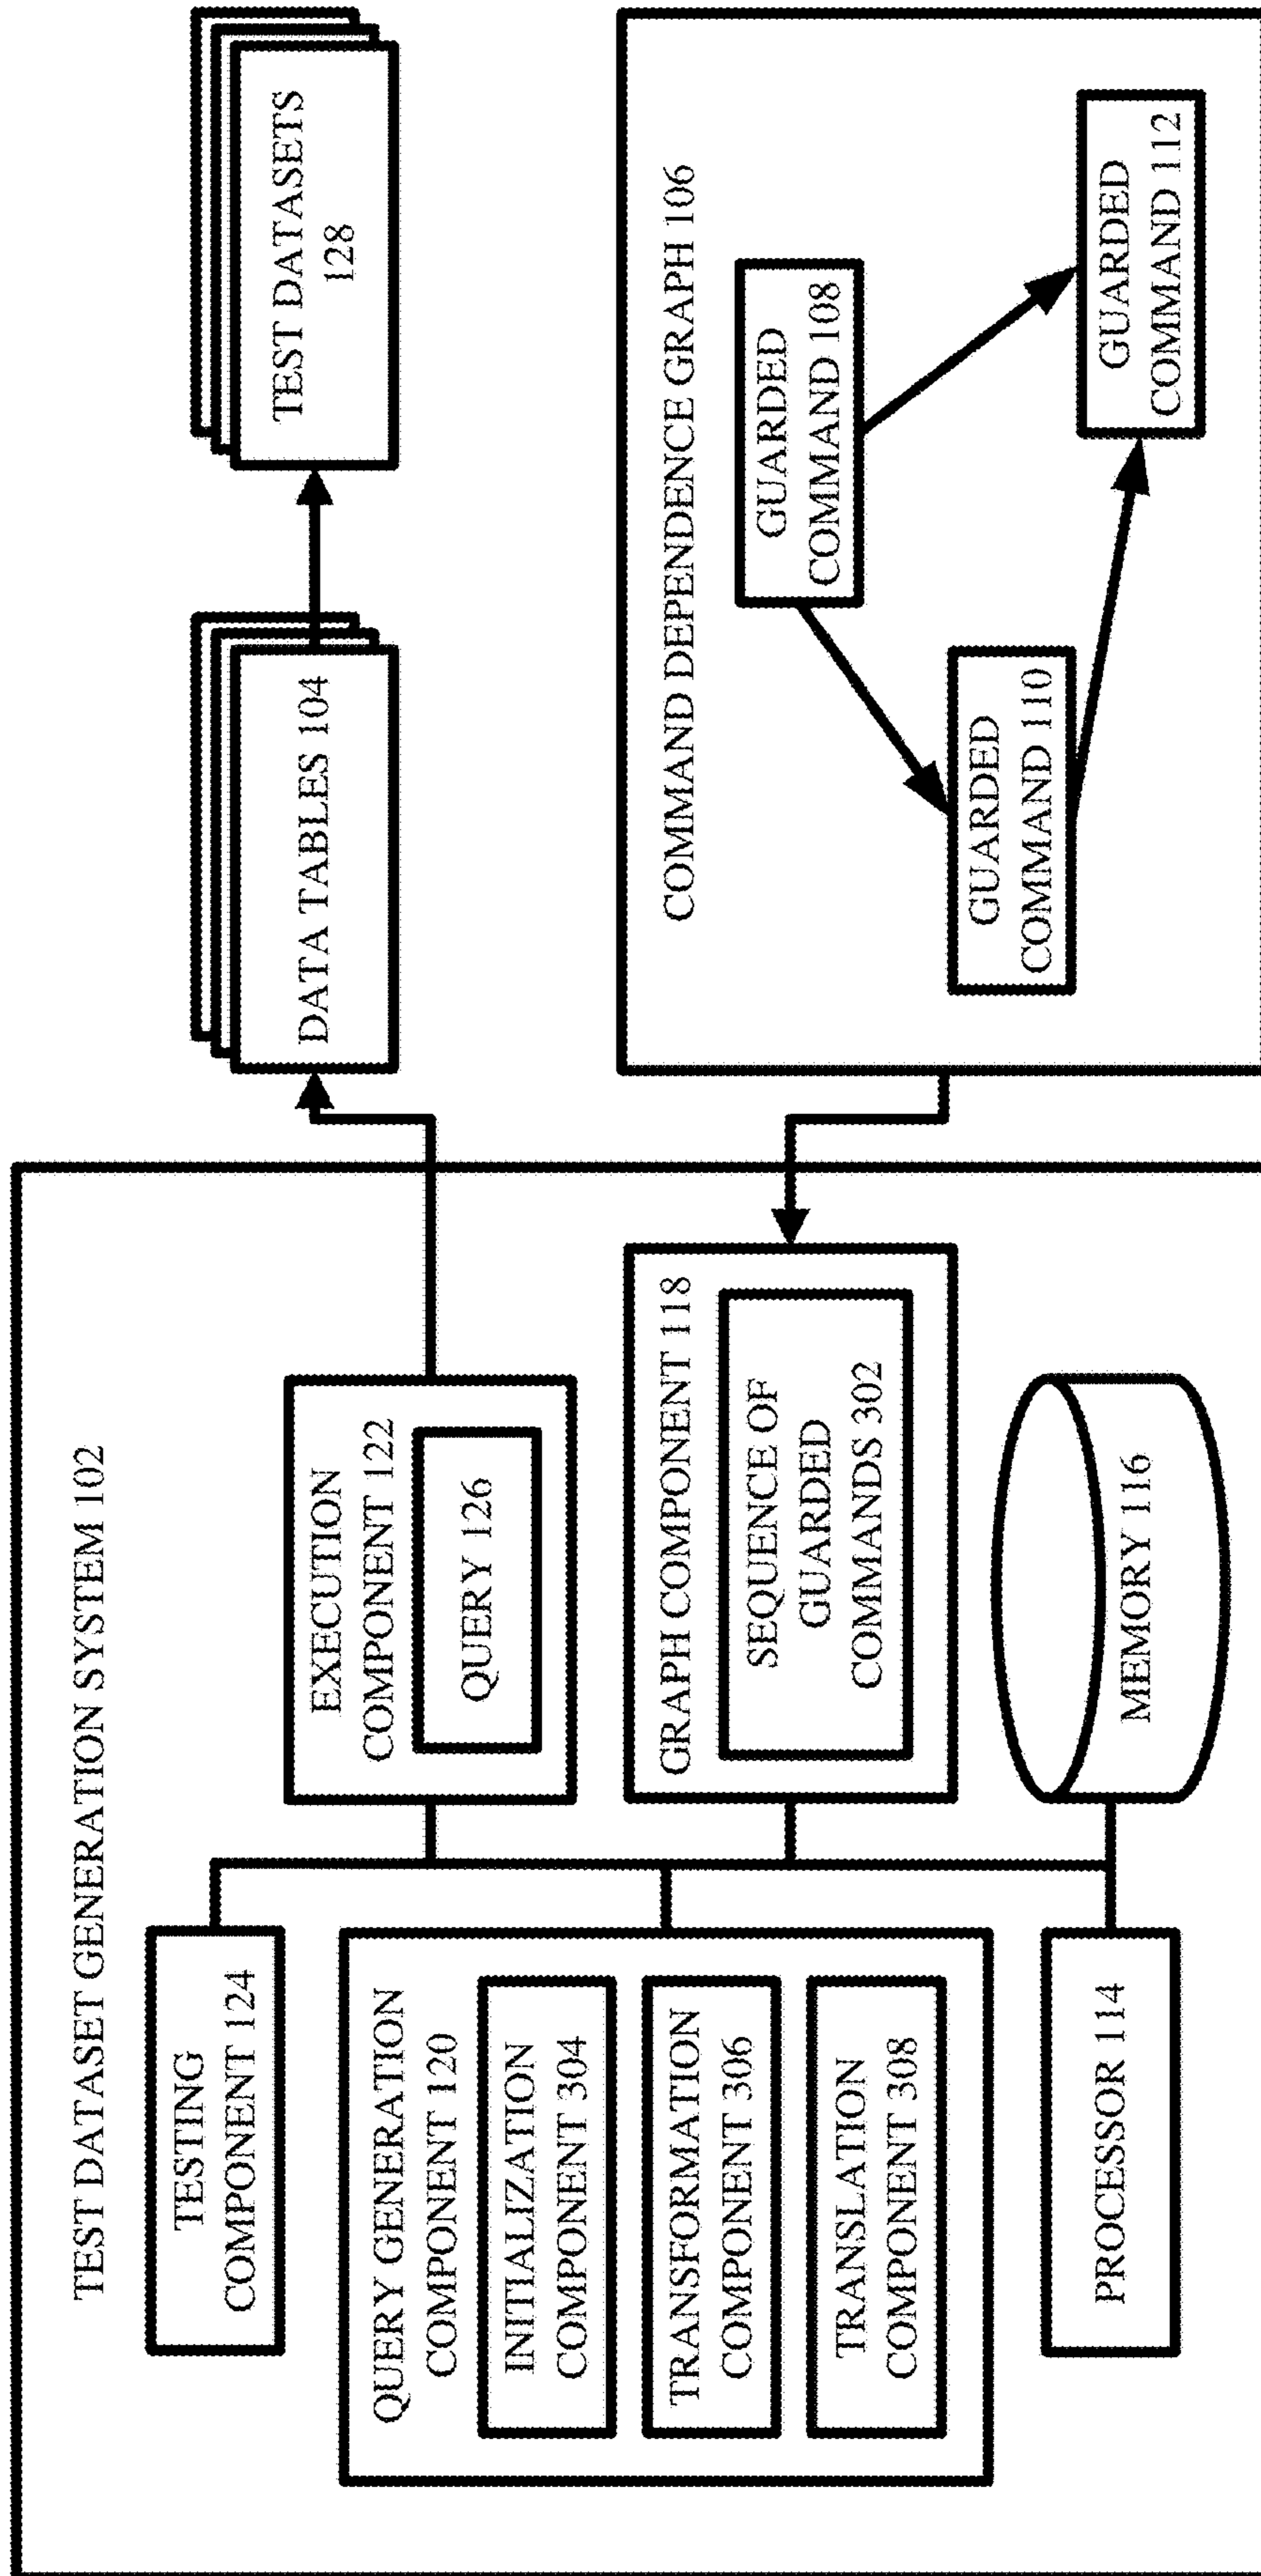 TEST DATASET GENERATION SYSTEM 102
TESTING
COMPONENT 124
QUERY GENERATION
COMPONENT 120
INITIALIZATION
COMPONENT 304
TRANSFORMATION
COMPONENT 306
TRANSLATION
COMPONENT 308
PROCESSOR 114
EXECUTION
COMPONENT 122
QUERY 126
GRAPH COMPONENT 118
SEQUENCE OF
GUARDED
COMMANDS 302
MEMORY 116
DATA TABLES 104
TEST DATASETS
128
COMMAND DEPENDENCE GRAPH 106
GUARDED
COMMAND 108
GUARDED
COMMAND 110
GUARDED
COMMAND 112